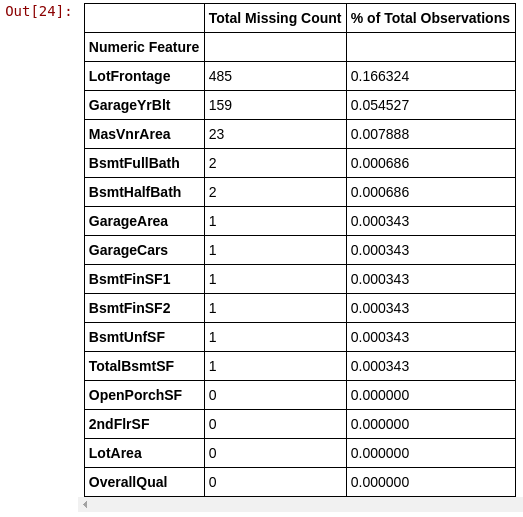 Out[24]:
Total Missing Count % of Total Observations
Numeric Feature
LotFrontage 485 0.166324
GarageYrBlt 159 0.054527
MasVnrArea 23 0.007888
BsmtFullBath 2 0.000686
BsmtHalfBath 2 0.000686
GarageArea 1 0.000343
GarageCars 1 0.000343
BsmtFinSF1 1 0.000343
BsmtFinSF2 1 0.000343
BsmtUnfSF 1 0.000343
TotalBsmtSF 1 0.000343
OpenPorchSF 0 0.000000
2ndFlrSF 0 0.000000
LotArea 0 0.000000
OverallQual 0 0.000000